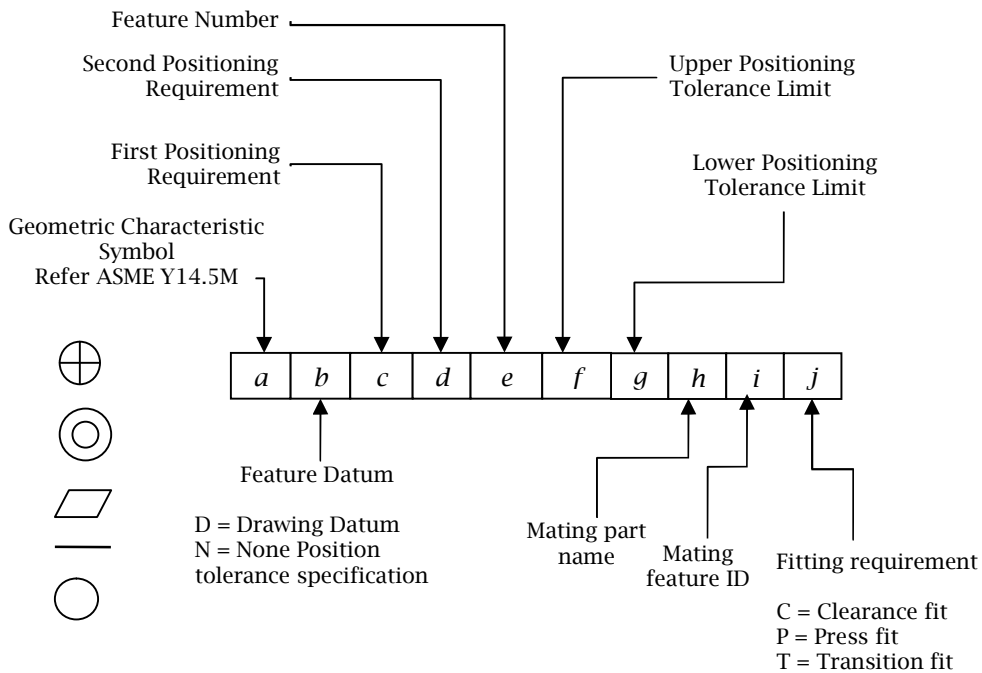 Feature Number
Second Positioning
Requirement
First Positioning
Requirement
Geometric Characteristic
Symbol
Refer ASME Y14.5M
Upper Positioning
Tolerance Limit
Lower Positioning
Tolerance Limit
a b c d e f g h i j
Feature Datum
D = Drawing Datum
N = None Position
tolerance specification
Mating part
name
Mating
feature ID
Fitting requirement
C = Clearance fit
P = Press fit
T = Transition fit